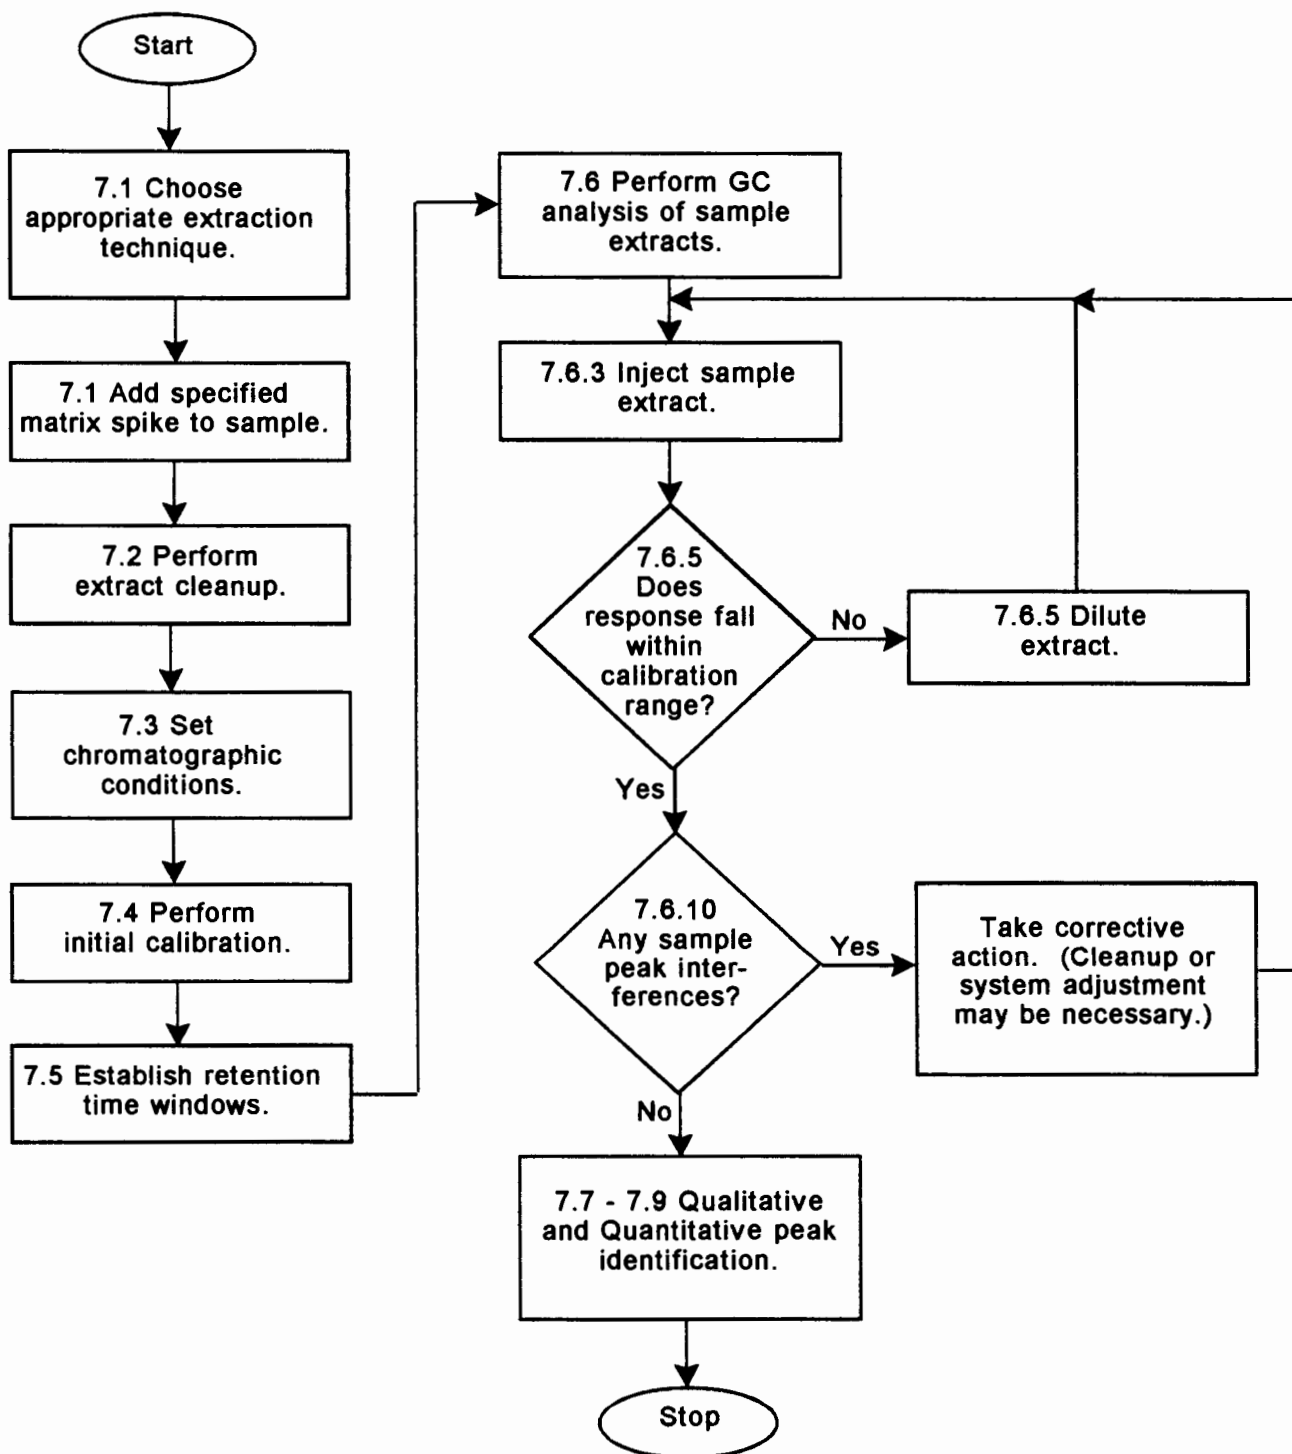 Start
7.1 Choose
appropriate extraction
technique.
7.1 Add specified
matrix spike to sample.
7.2 Perform
extract cleanup.
7.3 Set
chromatographic
conditions.
7.4 Perform
initial calibration.
7.5 Establish retention
time windows.
7.6 Perform GC
analysis of sample
extracts.
7.6.3 Inject sample
extract.
7.6.5
Does
response fall
within
calibration
range?
No
7.6.5 Dilute
extract.
Yes
7.6.10
Any sample
peak inter-
ferences?
Yes
Take corrective
action. (Cleanup or
system adjustment
may be necessary.)
No
7.7 - 7.9 Qualitative
and Quantitative peak
identification.
Stop